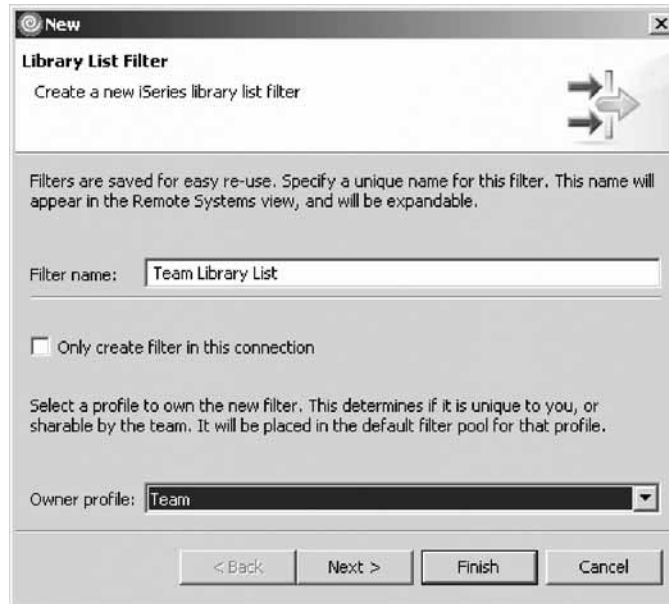 New
Library List Filter
Create a new iSeries library list filter
Filters are saved for easy re-use. Specify a unique name for this filter. This name will
appear in the Remote Systems view, and will be expandable.
Filter name: Team Library List
Only create filter in this connection
Select a profile to own the new filter. This determines if it is unique to you, or
sharable by the team. It will be placed in the default filter pool for that profile.
Owner profile: Team
< Back Next > Finish Cancel